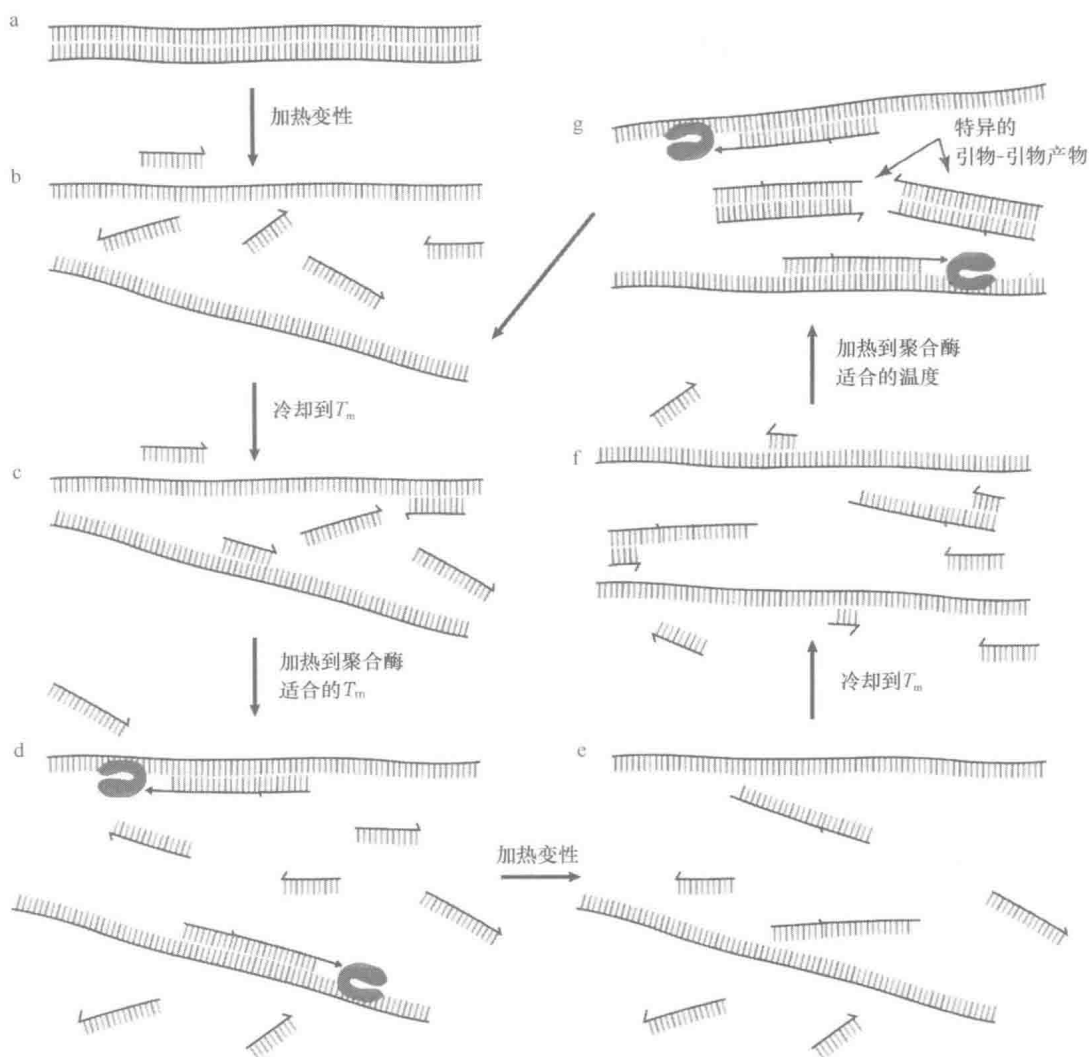 a
加热变性
b
冷却到Tm
c
加热到聚合酶
适合的Tm
d
加热变性
e
冷却到Tm
f
加热到聚合酶
适合的温度
g
特异的
引物-引物产物